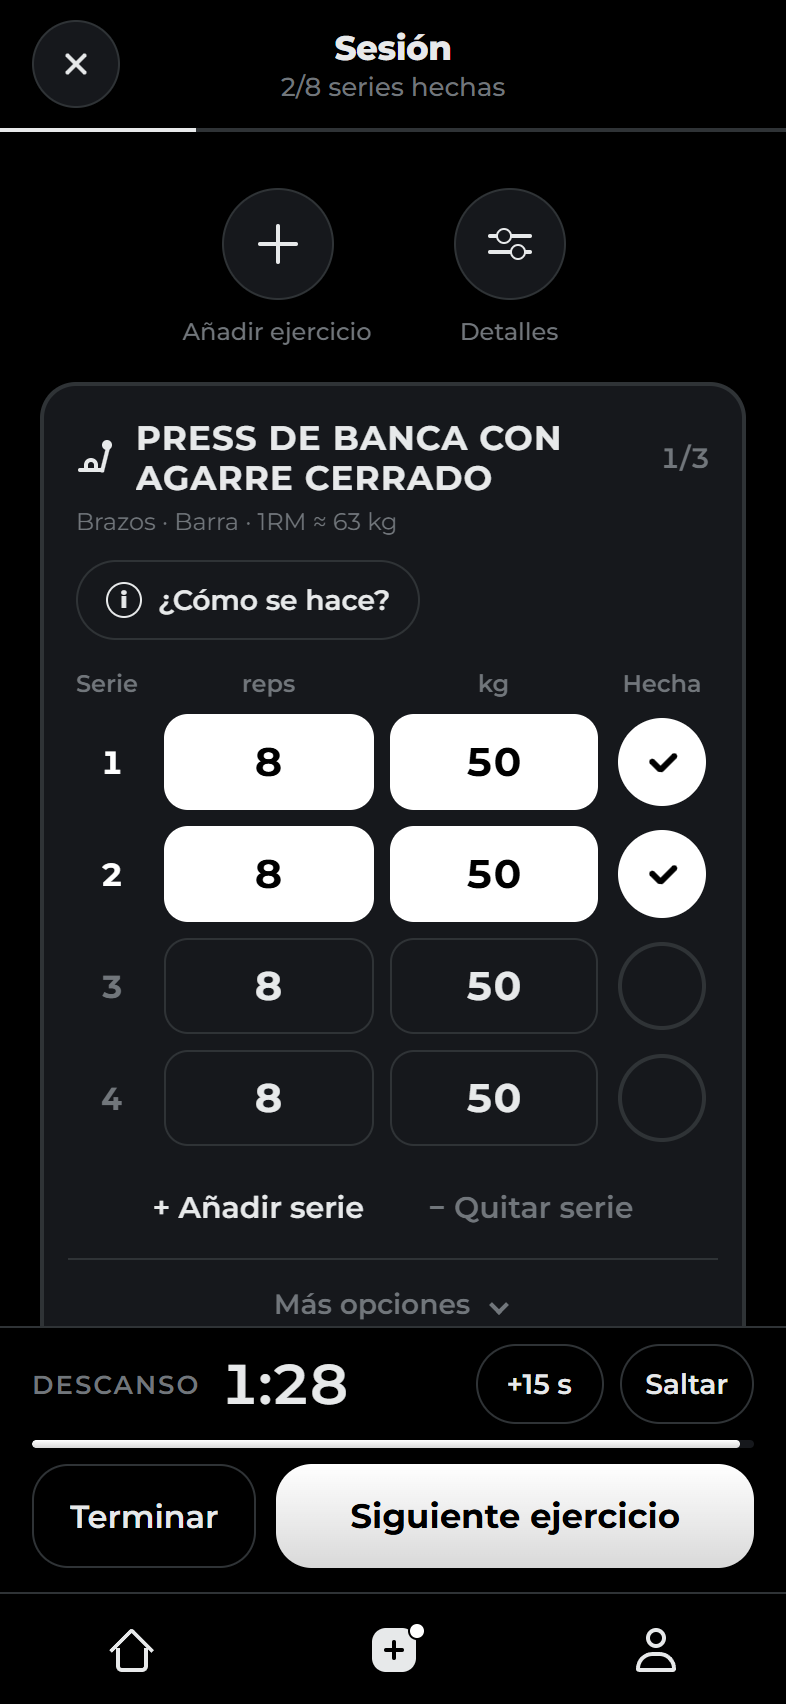 Sesión
2/8 series hechas
Añadir ejercicio
Detalles
PRESS DE BANCA CON
AGARRE CERRADO
1/3
Brazos · Barra · 1RM ≈ 63 kg
¿Cómo se hace?
Serie reps kg Hecha
1 8 50
2 8 50
3 8 50
4 8 50
+ Añadir serie − Quitar serie
Más opciones
DESCANSO 1:28 +15 s Saltar
Terminar Siguiente ejercicio